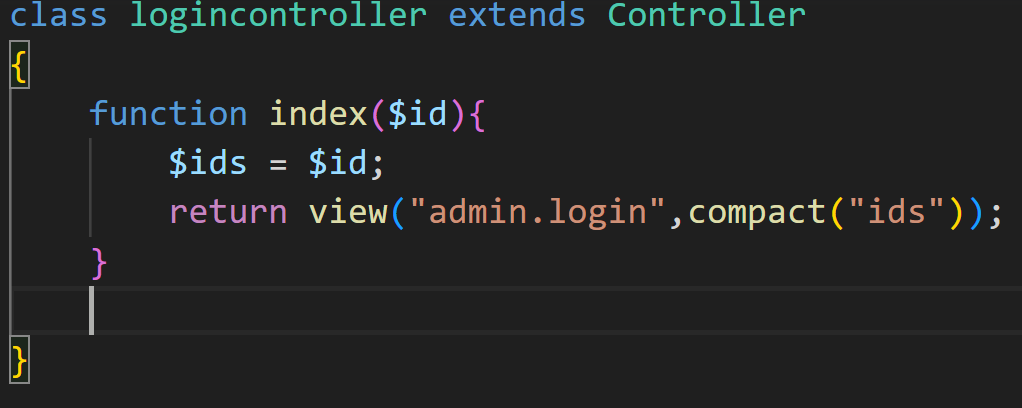 class logincontroller extends Controller
{
    function index($id){
        $ids = $id;
        return view("admin.login",compact("ids"));
    }
}